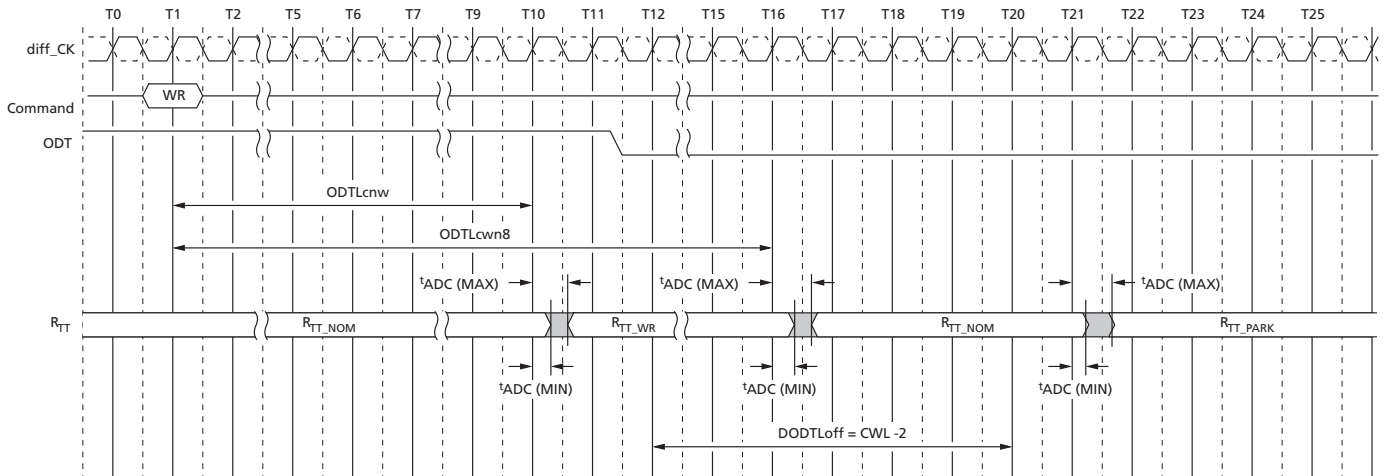 T0 T1 T2 T5 T6 T7 T9 T10 T11 T12 T15 T16 T17 T18 T19 T20 T21 T22 T23 T24 T25
diff_CK
WR
Command
ODT
ODTLcnw
ODTLcwn8
tADC (MAX) tADC (MAX) tADC (MAX)
RTT RTT_NOM RTT_WR RTT_NOM RTT_PARK
tADC (MIN) tADC (MIN) tADC (MIN)
DODTLoff = CWL -2